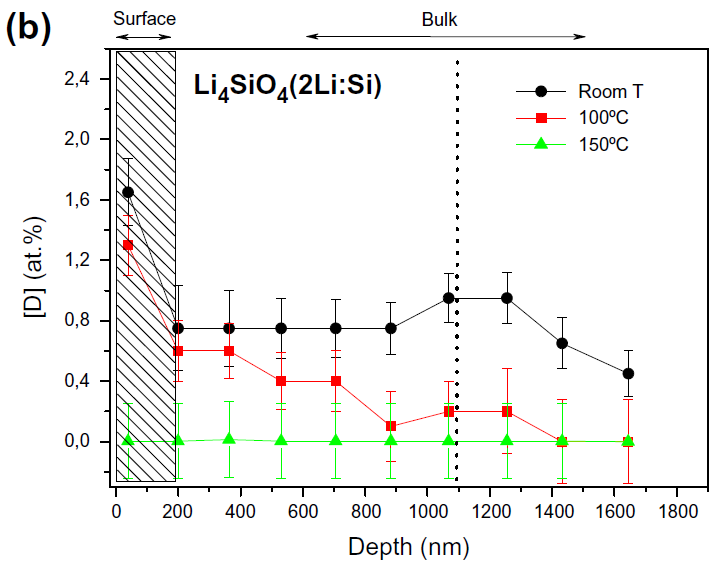 (b)
Surface
Bulk
Li4SiO4(2Li:Si)
Room T
100ºC
150ºC
2,4
2,0
1,6
1,2
0,8
0,4
0,0
[D] (at.%)
0 200 400 600 800 1000 1200 1400 1600 1800
Depth (nm)